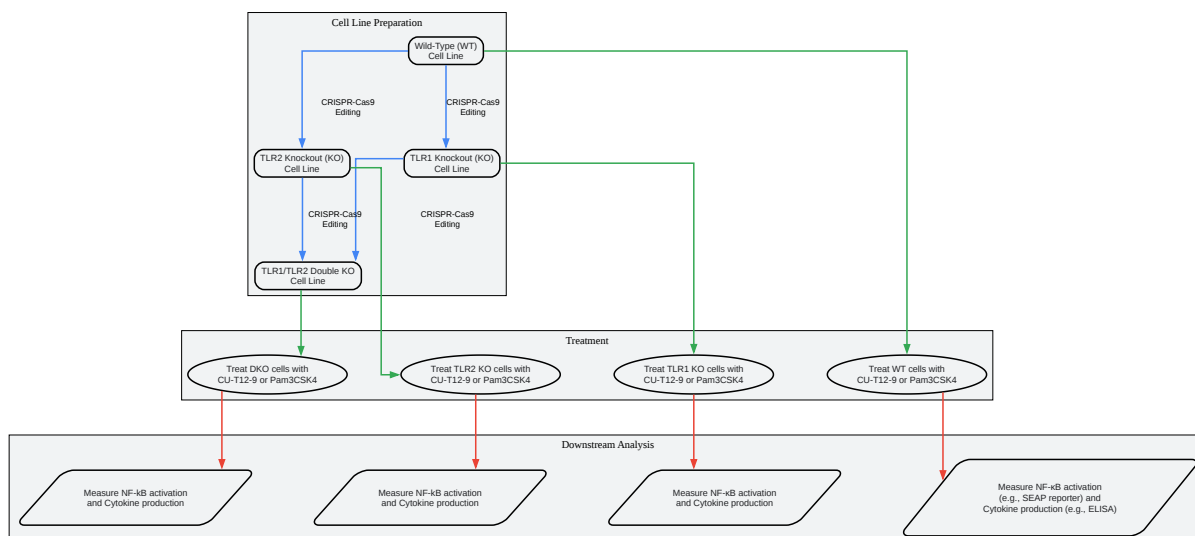 Cell Line Preparation
Wild-Type (WT)
Cell Line
CRISPR-Cas9
Editing
CRISPR-Cas9
Editing
TLR2 Knockout (KO)
Cell Line
TLR1 Knockout (KO)
Cell Line
CRISPR-Cas9
Editing
CRISPR-Cas9
Editing
TLR1/TLR2 Double KO
Cell Line
Treatment
Treat DKO cells with
CU-T12-9 or Pam3CSK4
Treat TLR2 KO cells with
CU-T12-9 or Pam3CSK4
Treat TLR1 KO cells with
CU-T12-9 or Pam3CSK4
Treat WT cells with
CU-T12-9 or Pam3CSK4
Downstream Analysis
Measure NF-kB activation
and Cytokine production
Measure NF-kB activation
and Cytokine production
Measure NF-κB activation
and Cytokine production
Measure NF-κB activation
(e.g., SEAP reporter) and
Cytokine production (e.g., ELISA)